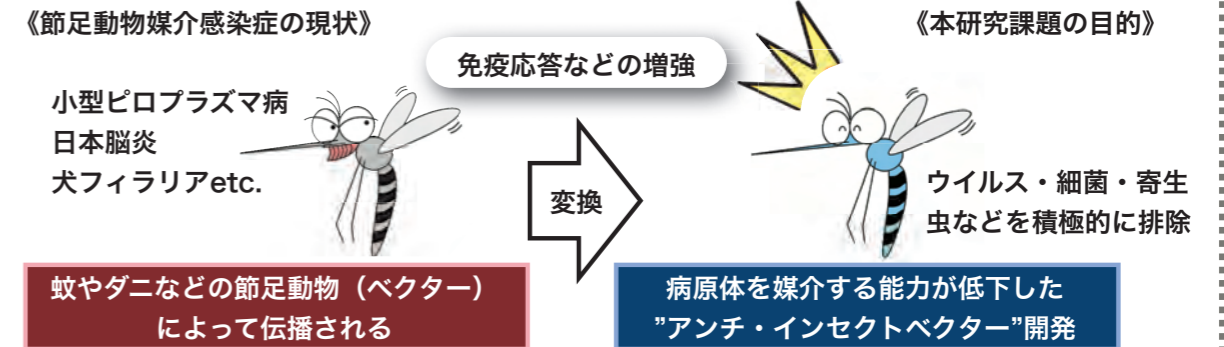 《節足動物媒介感染症の現状》
小型ピロプラズマ病
日本脳炎
犬フィラリアetc.
蚊やダニなどの節足動物（ベクター）
によって伝播される
免疫応答などの増強
変換
《本研究課題の目的》
ウイルス・細菌・寄生
虫などを積極的に排除
病原体を媒介する能力が低下した
”アンチ・インセクトベクター”開発